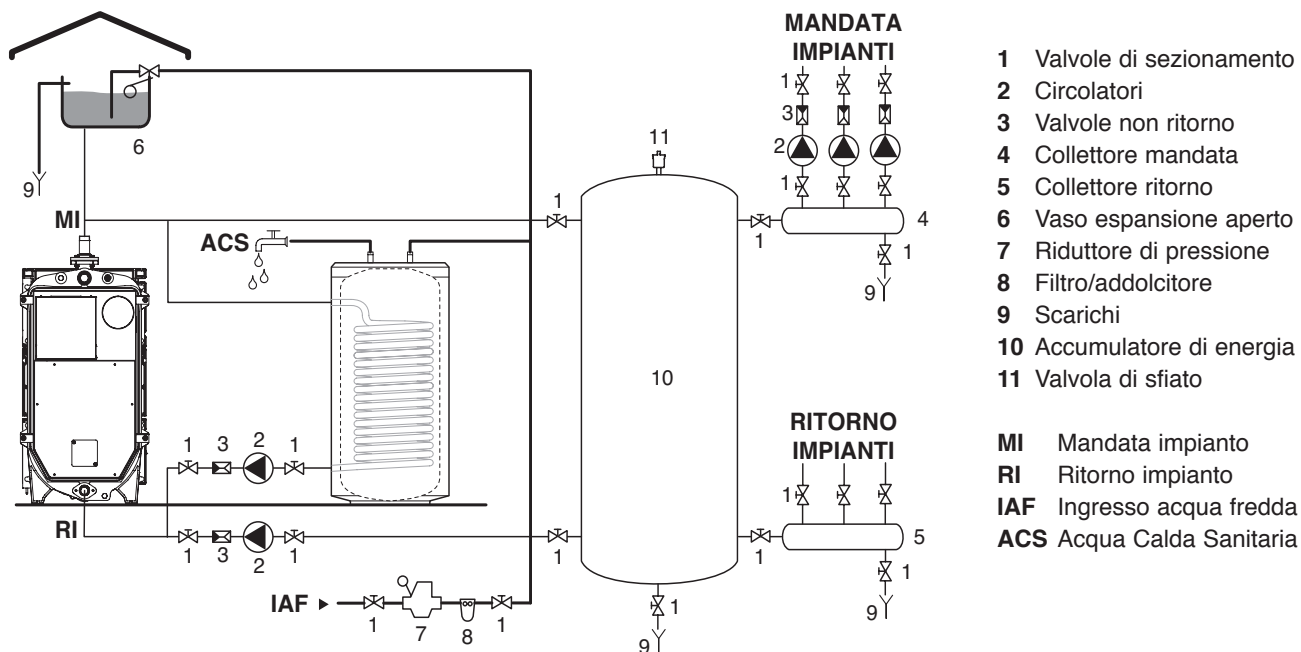 MANDATA
IMPIANTI
1
3
2
1
4
1
1
9
11
6
9
MI
1
ACS
10
RITORNO
IMPIANTI
1
5
1
1
9
1 3 2 1
RI
1 3 2 1
1
1
9
IAF
1 7 8 1
1 Valvole di sezionamento
2 Circolatori
3 Valvole non ritorno
4 Collettore mandata
5 Collettore ritorno
6 Vaso espansione aperto
7 Riduttore di pressione
8 Filtro/addolcitore
9 Scarichi
10 Accumulatore di energia
11 Valvola di sfiato
MI Mandata impianto
RI Ritorno impianto
IAF Ingresso acqua fredda
ACS Acqua Calda Sanitaria